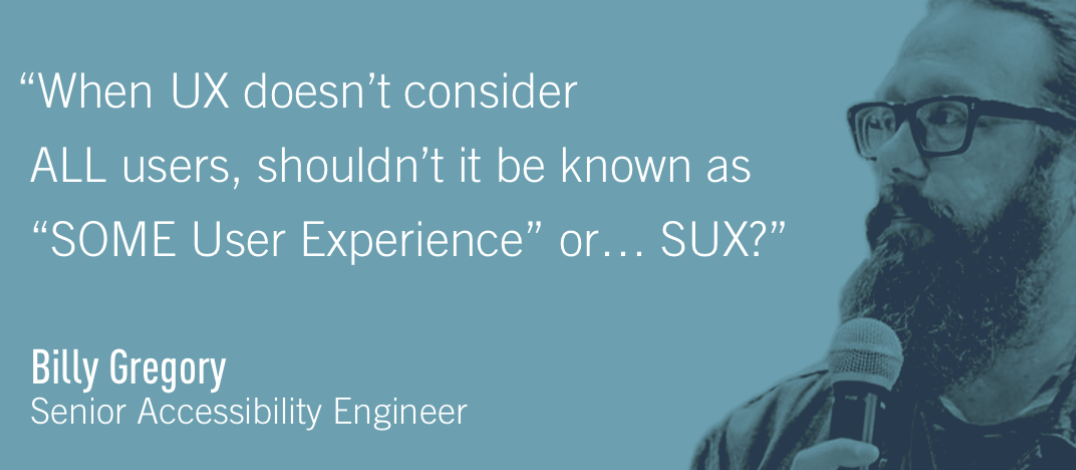 “When UX doesn’t consider
ALL users, shouldn’t it be known as
“SOME User Experience” or... SUX?”
Billy Gregory
Senior Accessibility Engineer